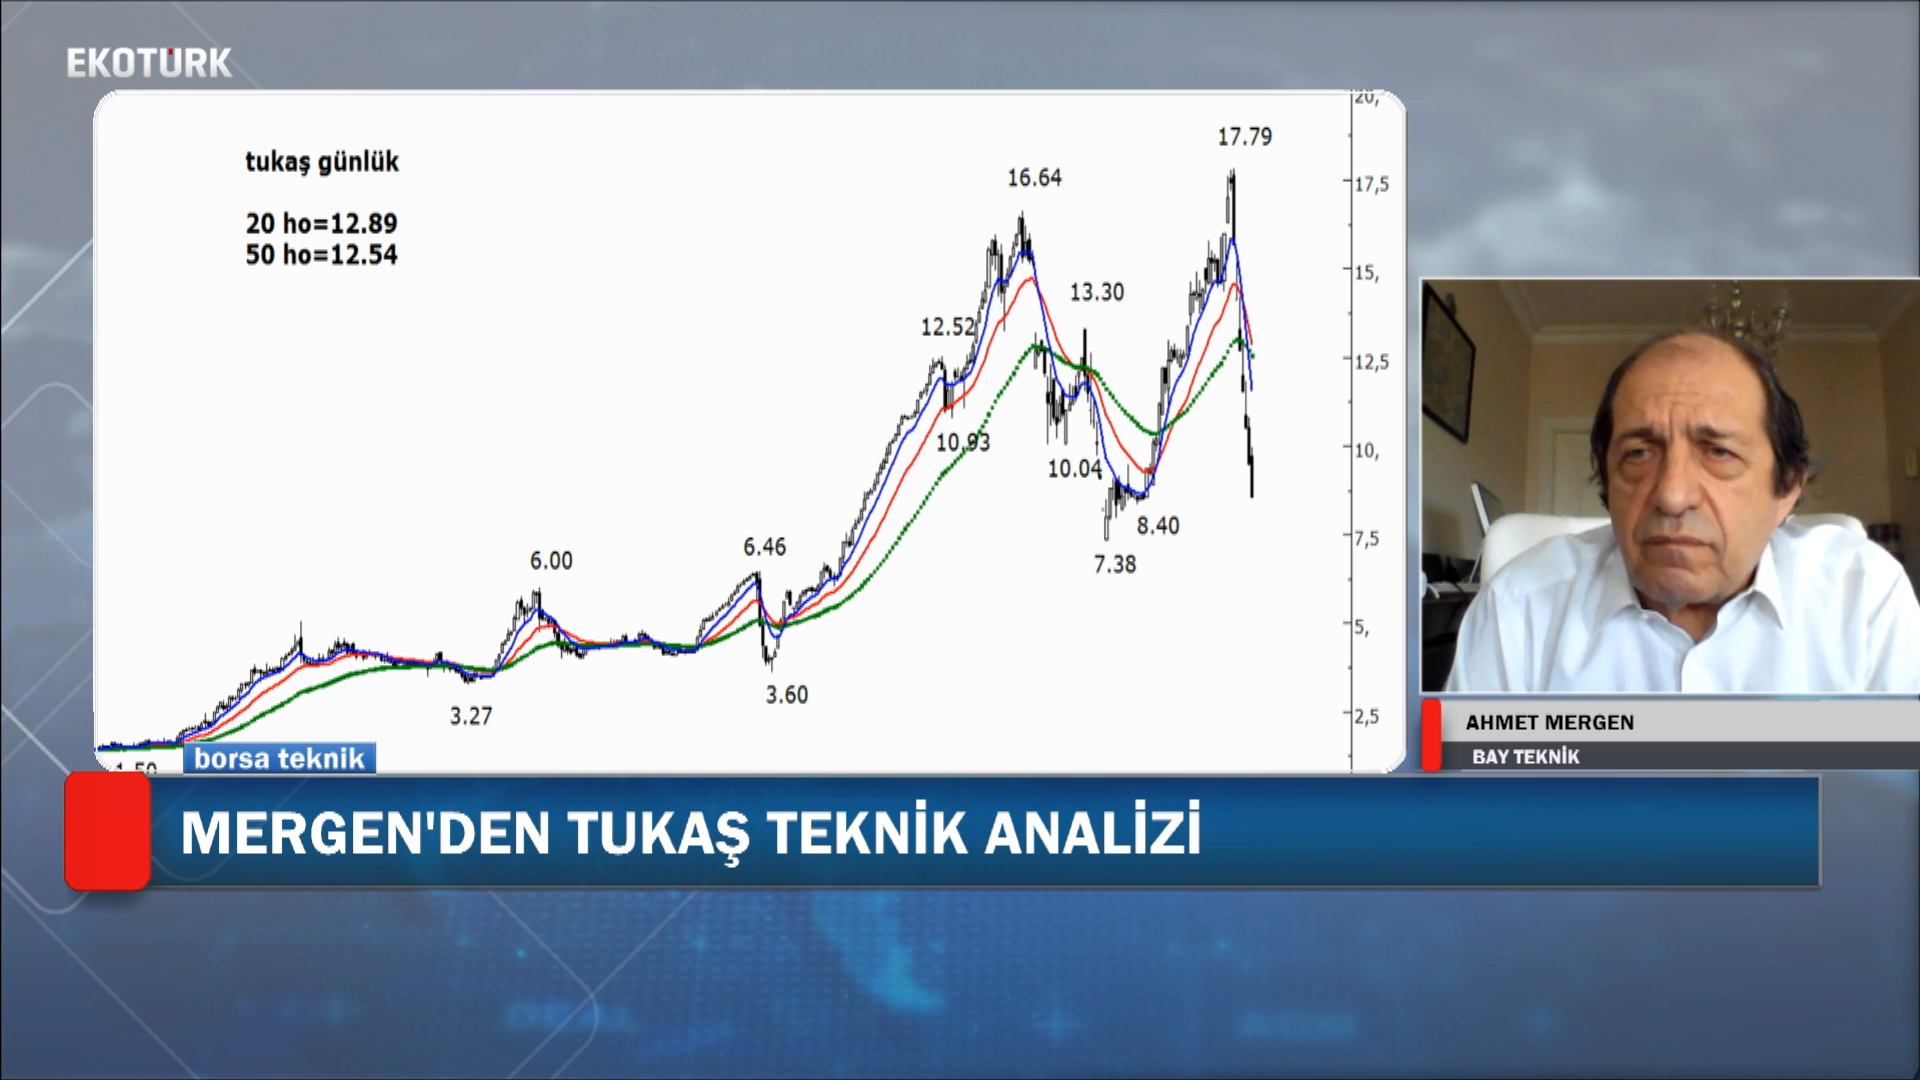 EKOTÜRK
tukaş günlük
20 ho=12.89
50 ho=12.54
17.79
16.64
13.30
12.52
10.93
10.04
8.40
7.38
6.46
6.00
3.60
3.27
1.50
20,
17,5
15,
12,5
10,
7,5
5,
2,5
borsa teknik
AHMET MERGEN
BAY TEKNİK
MERGEN'DEN TUKAŞ TEKNİK ANALİZİ